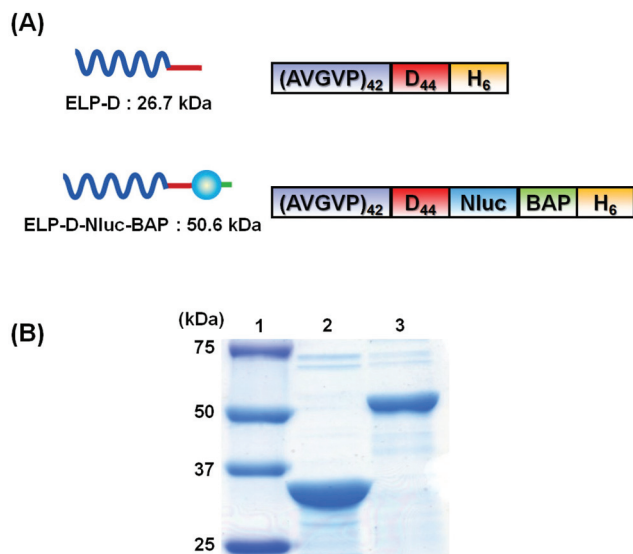 (A)
(AVGVP)42 D44 H6
ELP-D : 26.7 kDa
(AVGVP)42 D44 Nluc BAP H6
ELP-D-Nluc-BAP : 50.6 kDa
(B)
(kDa) 1 2 3
75
50
37
25